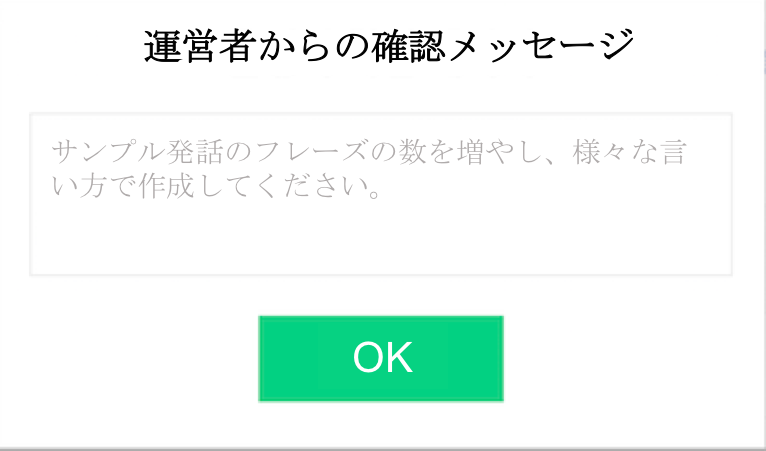 運営者からの確認メッセージ
サンプル発話のフレーズの数を増やし、様々な言
い方で作成してください。
OK